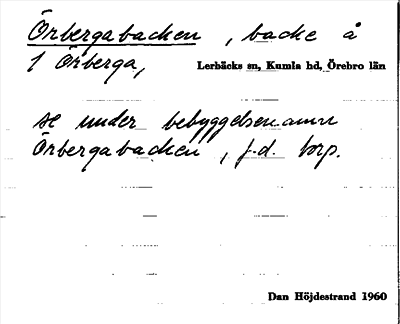 Örbergabacken, backe å
1 Örberga,
Lerbäcks sn, Kumla hd, Örebro län
se under bebyggelsenamn
Örbergabacken, f.d. torp.
Dan Höjdestrand 1960